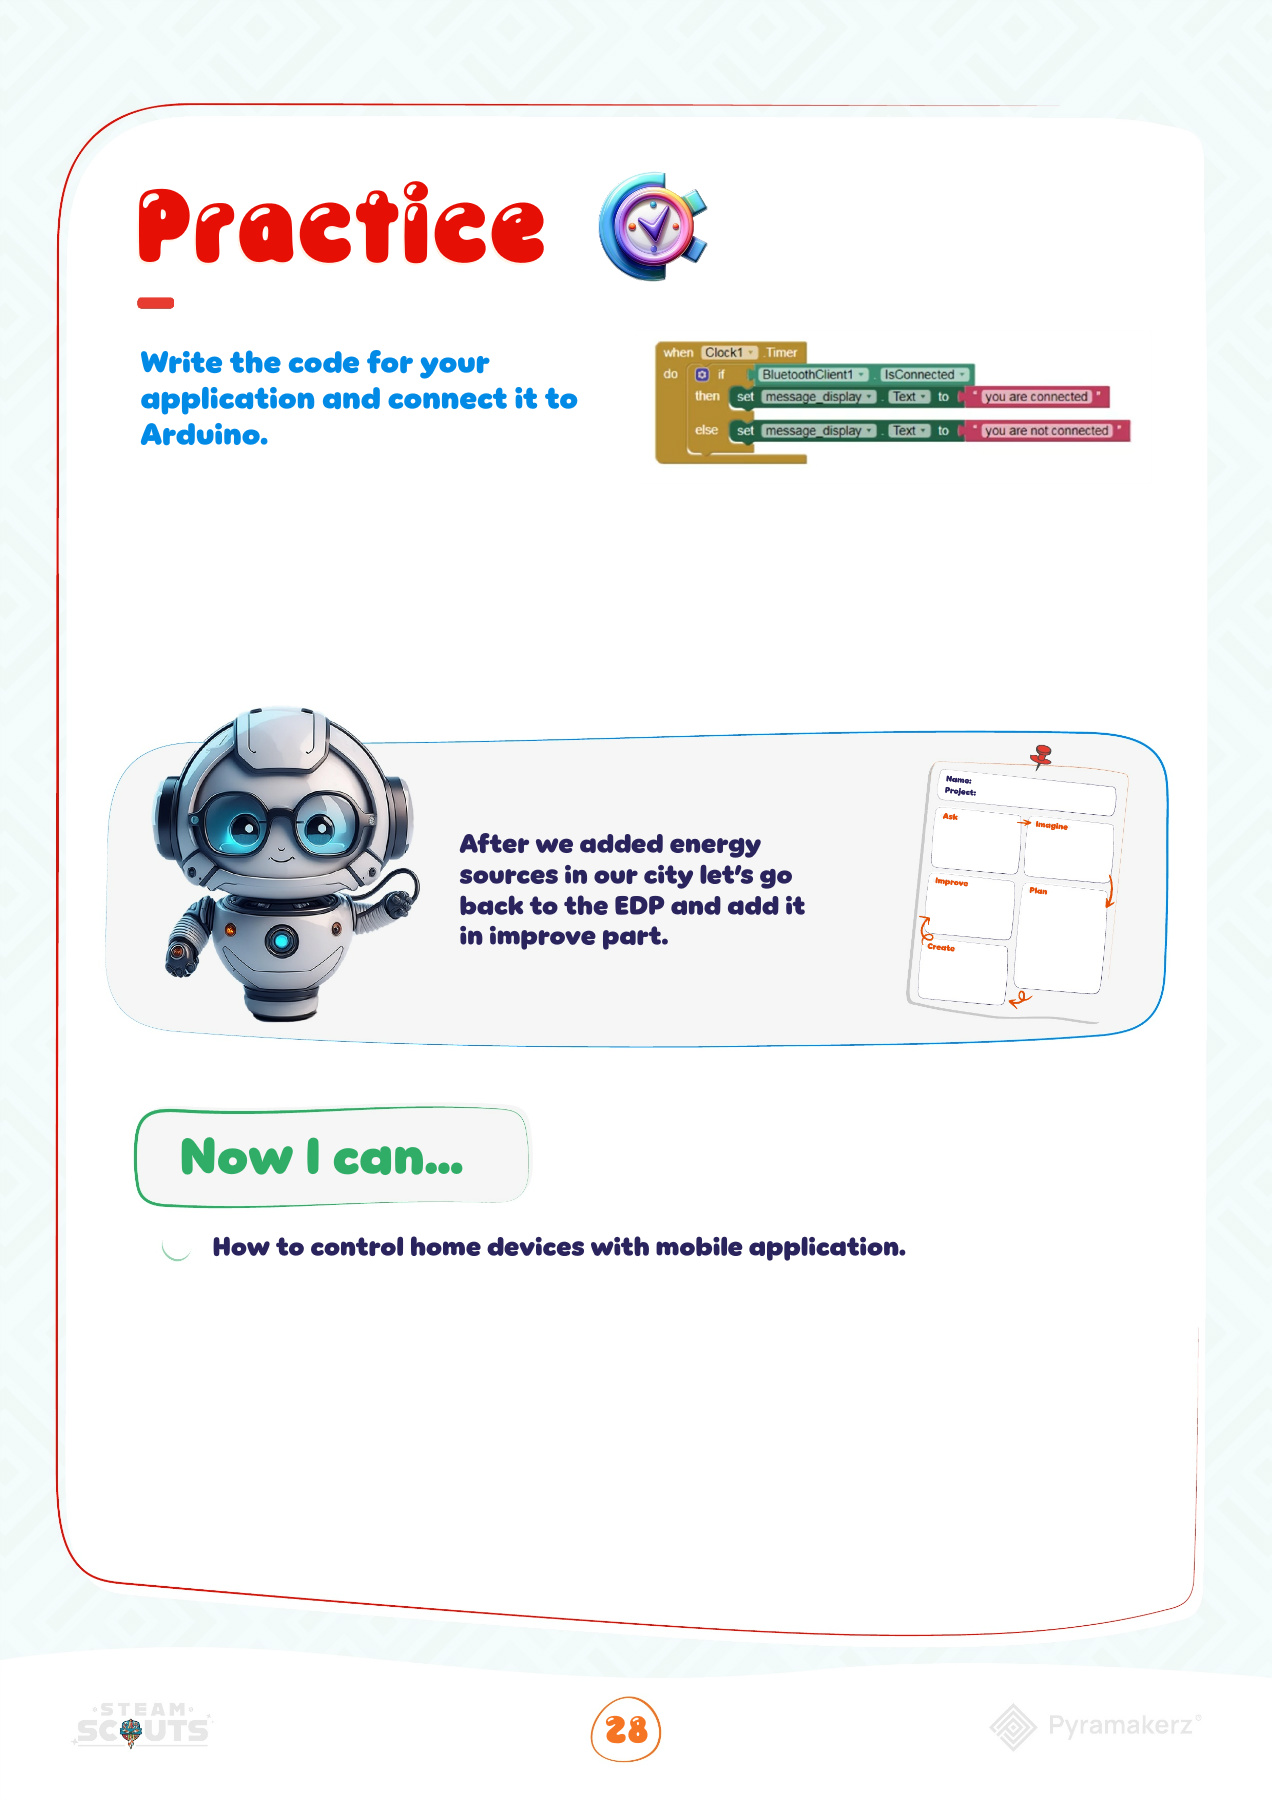 Practice
Write the code for your
application and connect it to
Arduino.
when Clock1 .Timer
do if BluetoothClient1 . IsConnected
then set message_display . Text to " you are connected "
else set message_display . Text to " you are not connected "
After we added energy
sources in our city let's go
back to the EDP and add it
in improve part.
Name:
Project:
Ask
Imagine
Improve
Plan
Create
Now I can...
How to control home devices with mobile application.
STEAM
SCOUTS
28
Pyramakerz